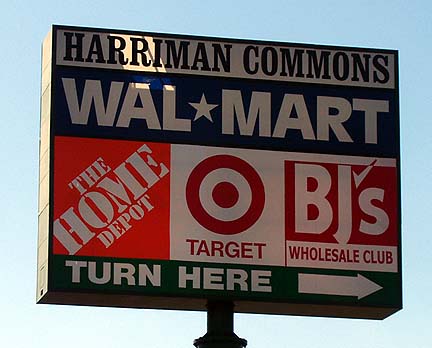 HARRIMAN COMMONS
WAL★MART
THE
HOME
DEPOT
TARGET
BJ's
WHOLESALE CLUB
TURN HERE